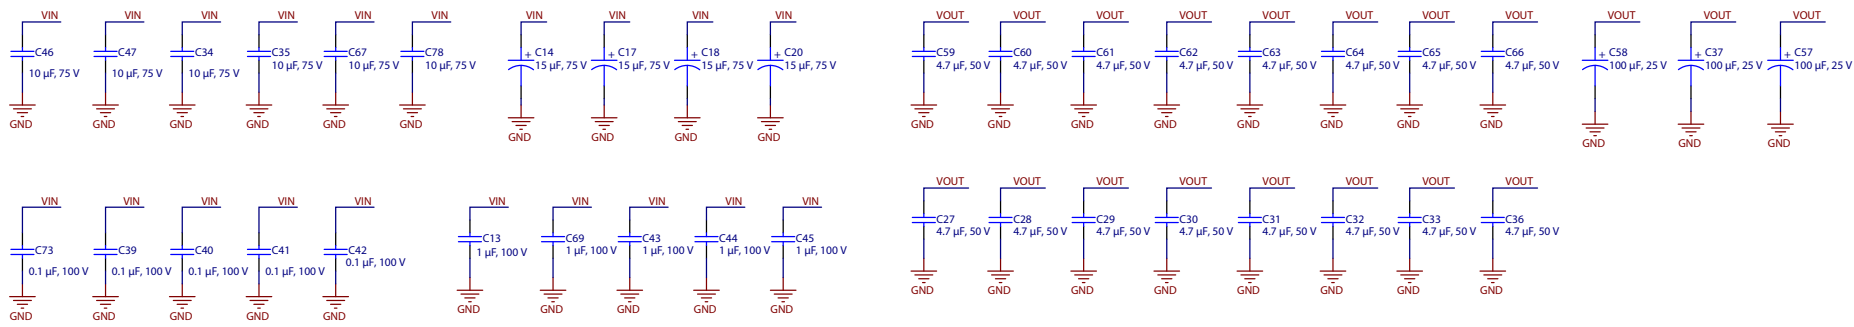 VIN VIN VIN VIN VIN VIN VIN VIN VIN VIN VOUT VOUT VOUT VOUT VOUT VOUT VOUT VOUT VOUT VOUT VOUT
C46 C47 C34 C35 C67 C78 + C14 + C17 + C18 + C20 C59 C60 C61 C62 C63 C64 C65 C66 + C58 + C37 + C57
10 µF, 75 V 10 µF, 75 V 10 µF, 75 V 10 µF, 75 V 10 µF, 75 V 10 µF, 75 V 15 µF, 75 V 15 µF, 75 V 15 µF, 75 V 15 µF, 75 V 4.7 µF, 50 V 4.7 µF, 50 V 4.7 µF, 50 V 4.7 µF, 50 V 4.7 µF, 50 V 4.7 µF, 50 V 4.7 µF, 50 V 4.7 µF, 50 V 100 µF, 25 V 100 µF, 25 V 100 µF, 25 V
GND GND GND GND GND GND GND GND GND GND GND GND GND GND GND GND GND GND GND GND GND
VIN VIN VIN VIN VIN VIN VIN VIN VIN VIN VOUT VOUT VOUT VOUT VOUT VOUT VOUT VOUT
C73 C39 C40 C41 C42 C13 C69 C43 C44 C45 C27 C28 C29 C30 C31 C32 C33 C36
0.1 µF, 100 V 0.1 µF, 100 V 0.1 µF, 100 V 0.1 µF, 100 V 0.1 µF, 100 V 1 µF, 100 V 1 µF, 100 V 1 µF, 100 V 1 µF, 100 V 1 µF, 100 V 4.7 µF, 50 V 4.7 µF, 50 V 4.7 µF, 50 V 4.7 µF, 50 V 4.7 µF, 50 V 4.7 µF, 50 V 4.7 µF, 50 V 4.7 µF, 50 V
GND GND GND GND GND GND GND GND GND GND GND GND GND GND GND GND GND GND